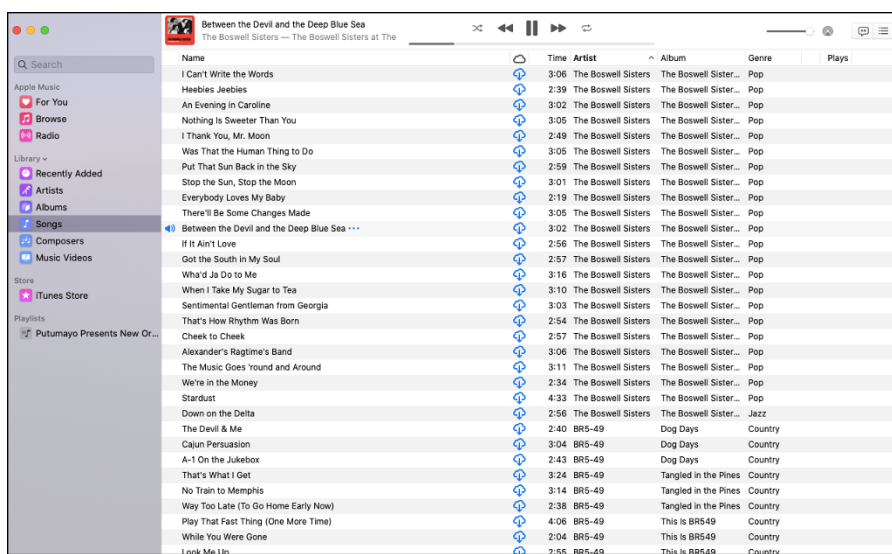 Between the Devil and the Deep Blue Sea
The Boswell Sisters — The Boswell Sisters at The
Search
Apple Music
For You
Browse
Radio
Library
Recently Added
Artists
Albums
Songs
Composers
Music Videos
Store
iTunes Store
Playlists
Putumayo Presents New Or...
Name Time Artist Album Genre Plays
I Can't Write the Words 3:06 The Boswell Sisters The Boswell Sister... Pop
Heebies Jeebies 2:39 The Boswell Sisters The Boswell Sister... Pop
An Evening in Caroline 3:02 The Boswell Sisters The Boswell Sister... Pop
Nothing Is Sweeter Than You 3:05 The Boswell Sisters The Boswell Sister... Pop
I Thank You, Mr. Moon 2:49 The Boswell Sisters The Boswell Sister... Pop
Was That the Human Thing to Do 3:05 The Boswell Sisters The Boswell Sister... Pop
Put That Sun Back in the Sky 2:59 The Boswell Sisters The Boswell Sister... Pop
Stop the Sun, Stop the Moon 3:01 The Boswell Sisters The Boswell Sister... Pop
Everybody Loves My Baby 2:19 The Boswell Sisters The Boswell Sister... Pop
There'll Be Some Changes Made 3:05 The Boswell Sisters The Boswell Sister... Pop
Between the Devil and the Deep Blue Sea ••• 3:02 The Boswell Sisters The Boswell Sister... Pop
If It Ain't Love 2:56 The Boswell Sisters The Boswell Sister... Pop
Got the South in My Soul 2:57 The Boswell Sisters The Boswell Sister... Pop
Wha'd Ja Do to Me 3:16 The Boswell Sisters The Boswell Sister... Pop
When I Take My Sugar to Tea 3:10 The Boswell Sisters The Boswell Sister... Pop
Sentimental Gentleman from Georgia 3:03 The Boswell Sisters The Boswell Sister... Pop
That's How Rhythm Was Born 2:54 The Boswell Sisters The Boswell Sister... Pop
Cheek to Cheek 2:57 The Boswell Sisters The Boswell Sister... Pop
Alexander's Ragtime's Band 3:06 The Boswell Sisters The Boswell Sister... Pop
The Music Goes 'round and Around 3:11 The Boswell Sisters The Boswell Sister... Pop
We're in the Money 2:34 The Boswell Sisters The Boswell Sister... Pop
Stardust 4:33 The Boswell Sisters The Boswell Sister... Pop
Down on the Delta 2:56 The Boswell Sisters The Boswell Sister... Jazz
The Devil & Me 2:40 BR5-49 Dog Days Country
Cajun Persuasion 3:04 BR5-49 Dog Days Country
A-1 On the Jukebox 2:43 BR5-49 Dog Days Country
That's What I Get 3:24 BR5-49 Tangled in the Pines Country
No Train to Memphis 3:14 BR5-49 Tangled in the Pines Country
Way Too Late (To Go Home Early Now) 2:38 BR5-49 Tangled in the Pines Country
Play That Fast Thing (One More Time) 4:06 BR5-49 This Is BR549 Country
While You Were Gone 2:04 BR5-49 This Is BR549 Country
Look Me Up 2:55 BR5-49 This Is BR549 Country